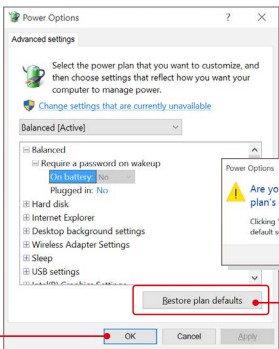 Power Options
?
Advanced settings
Select the power plan that you want to customize, and
then choose settings that reflect how you want your
computer to manage power.
Change settings that are currently unavailable
Balanced [Active]
Balanced
Require a password on wakeup
On battery: No
Plugged in: No
Hard disk
Internet Explorer
Desktop background settings
Wireless Adapter Settings
Sleep
USB settings
Intel(R) Graphics Settings
Power Options
Are yo
plan's
Clicking '
default s
Restore plan defaults
OK
Cancel
Apply